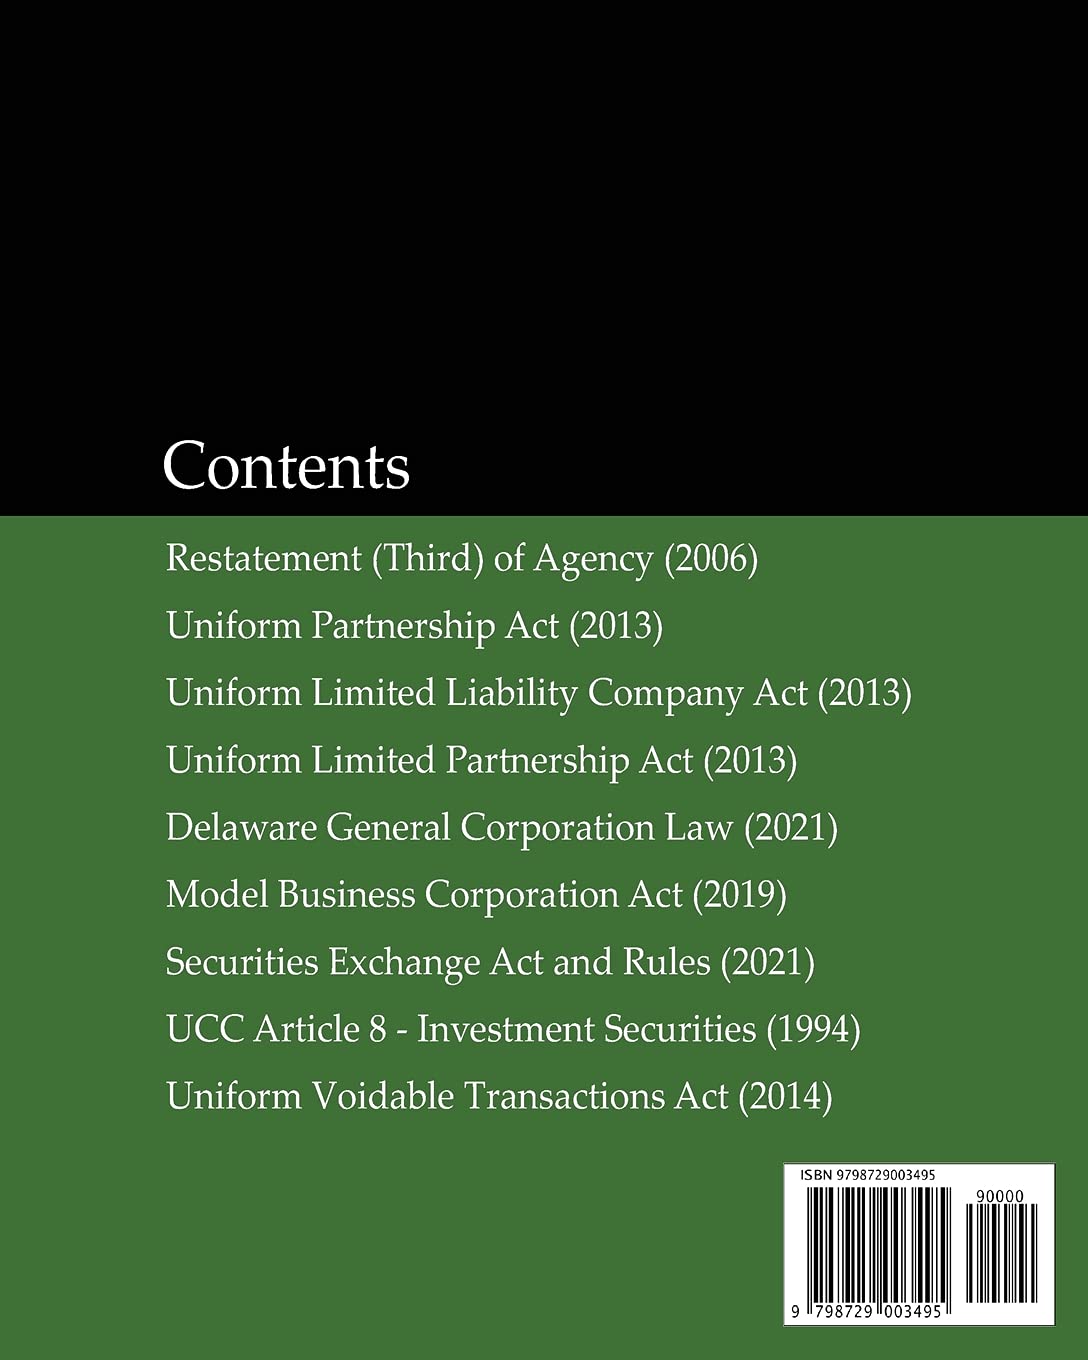 Contents
Restatement (Third) of Agency (2006)
Uniform Partnership Act (2013)
Uniform Limited Liability Company Act (2013)
Uniform Limited Partnership Act (2013)
Delaware General Corporation Law (2021)
Model Business Corporation Act (2019)
Securities Exchange Act and Rules (2021)
UCC Article 8 - Investment Securities (1994)
Uniform Voidable Transactions Act (2014)
ISBN 9798729003495
90000
9 798729 003495